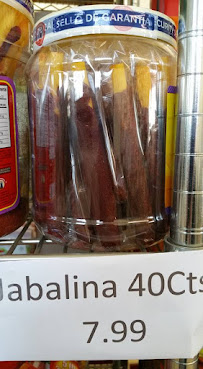 SELLO DE GARANTIA
Jabalina 40Cts
7.99